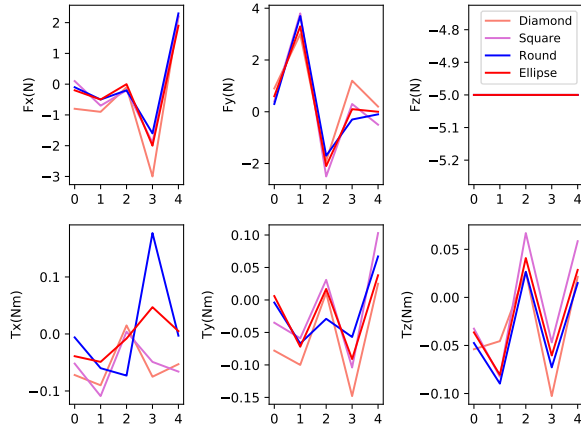 Fx(N)
2
1
0
−1
−2
−3
0 1 2 3 4
Fy(N)
4
2
0
−2
0 1 2 3 4
Fz(N)
−4.8
−4.9
−5.0
−5.1
−5.2
0 1 2 3 4
Diamond
Square
Round
Ellipse
Tx(Nm)
0.1
0.0
−0.1
0 1 2 3 4
Ty(Nm)
0.10
0.05
0.00
−0.05
−0.10
−0.15
0 1 2 3 4
Tz(Nm)
0.05
0.00
−0.05
−0.10
0 1 2 3 4